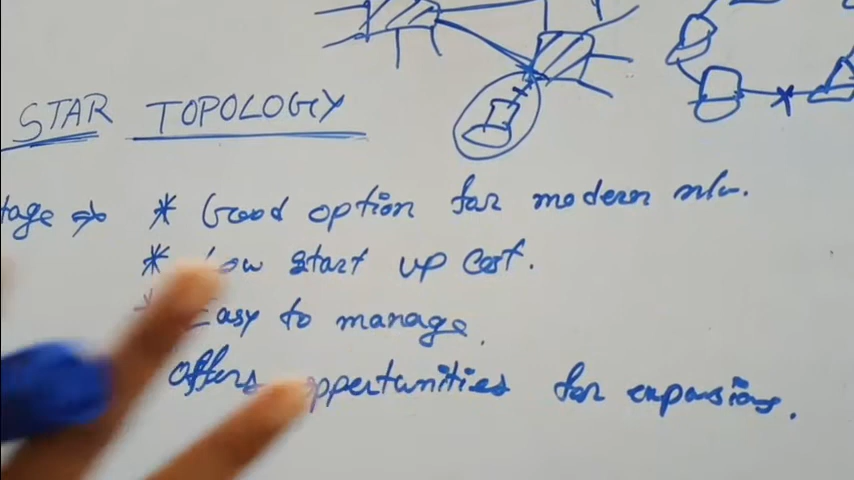 STAR TOPOLOGY
tage => * Good option for modern n/w.
* Low start up cost.
* Easy to manage.
offers opportunities for expansions.